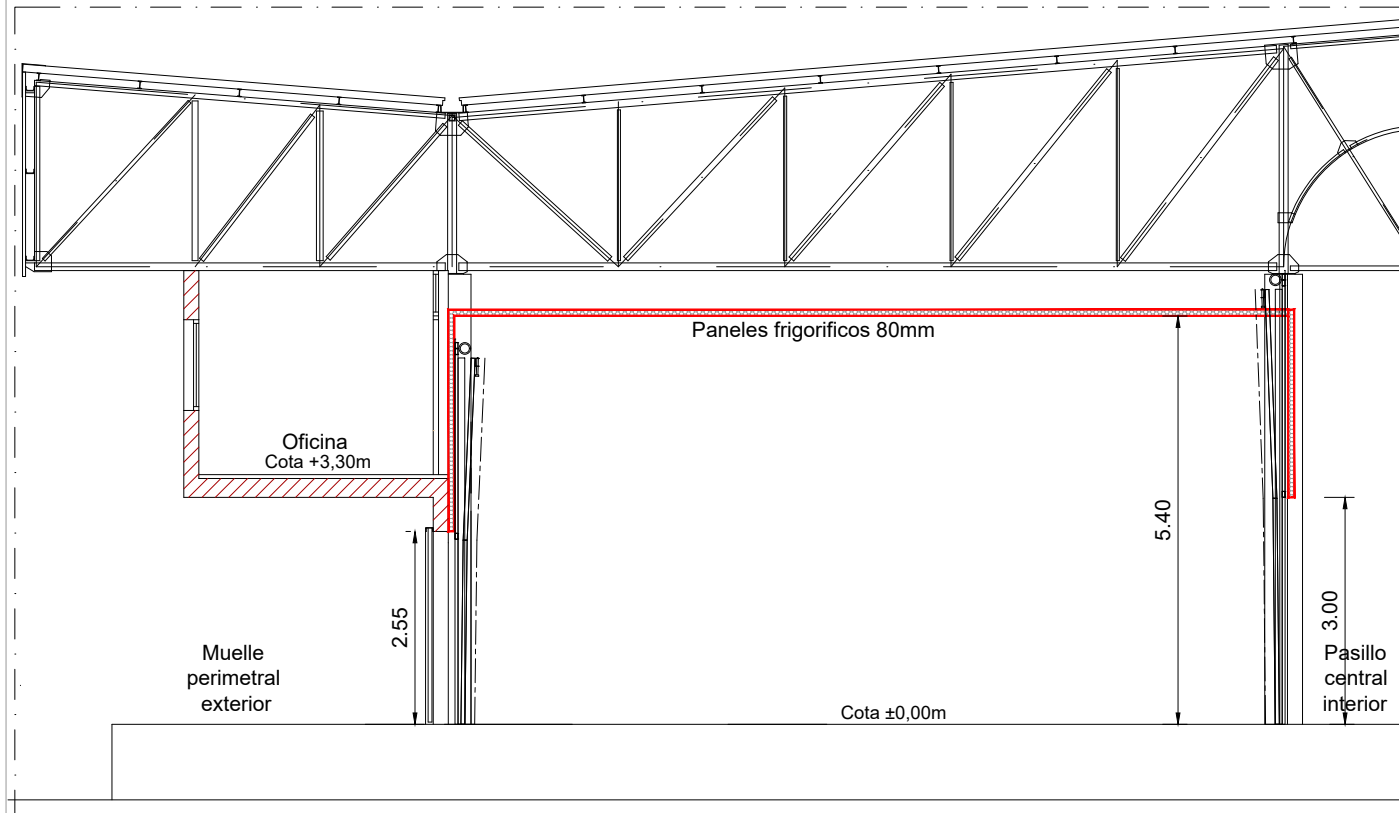 Paneles frigorificos 80mm
Oficina
Cota +3,30m
5.40
2.55
3.00
Muelle
perimetral
exterior
Pasillo
central
interior
Cota ±0,00m